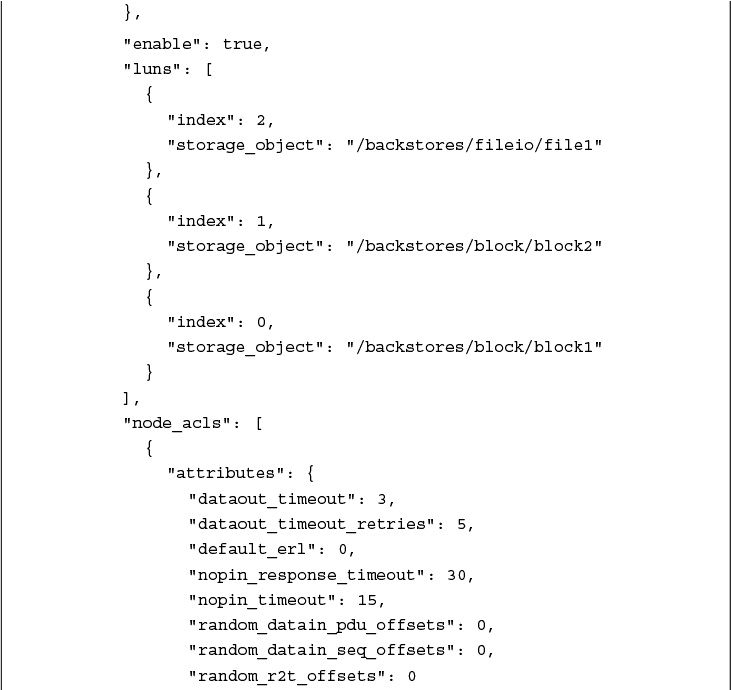 },
"enable": true,
"luns": [
{
"index": 2,
"storage_object": "/backstores/fileio/file1"
},
{
"index": 1,
"storage_object": "/backstores/block/block2"
},
{
"index": 0,
"storage_object": "/backstores/block/block1"
}
],
"node_acls": [
{
"attributes": {
"dataout_timeout": 3,
"dataout_timeout_retries": 5,
"default_erl": 0,
"nopin_response_timeout": 30,
"nopin_timeout": 15,
"random_datain_pdu_offsets": 0,
"random_datain_seq_offsets": 0,
"random_r2t_offsets": 0